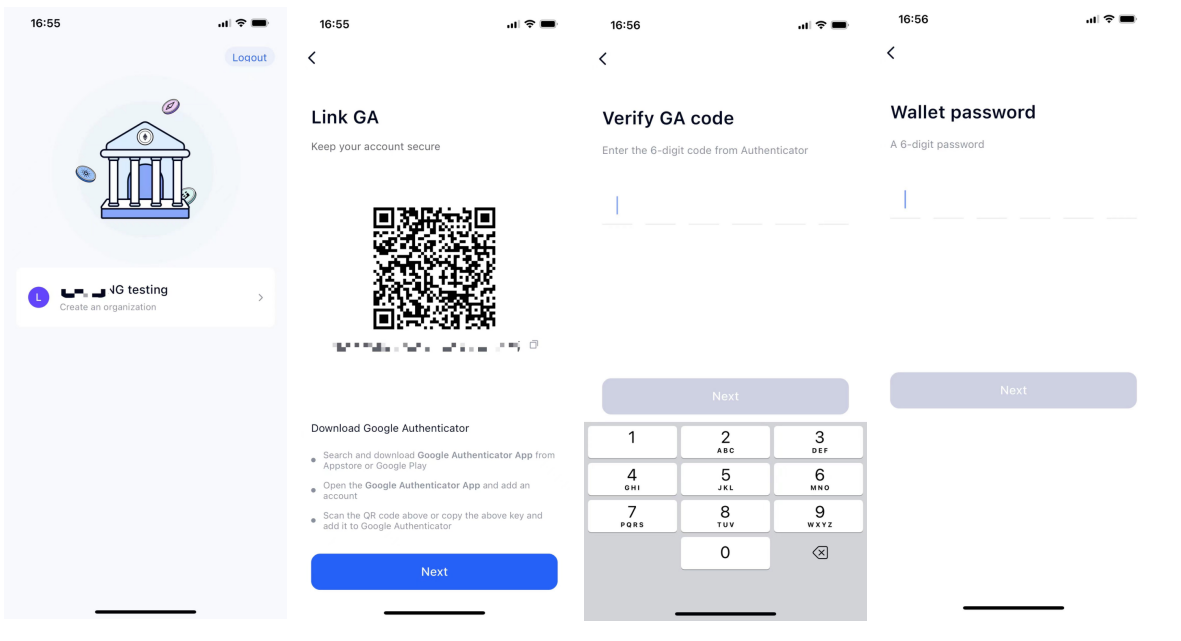 16:55
Logout
L
NG testing
Create an organization
16:55
Link GA
Keep your account secure
Download Google Authenticator
Search and download Google Authenticator App from
Appstore or Google Play
Open the Google Authenticator App and add an
account
Scan the QR code above or copy the above key and
add it to Google Authenticator
Next
16:56
Verify GA code
Enter the 6-digit code from Authenticator
Next
1
2
ABC
3
DEF
4
GHI
5
JKL
6
MNO
7
PQRS
8
TUV
9
WXYZ
0
16:56
Wallet password
A 6-digit password
Next